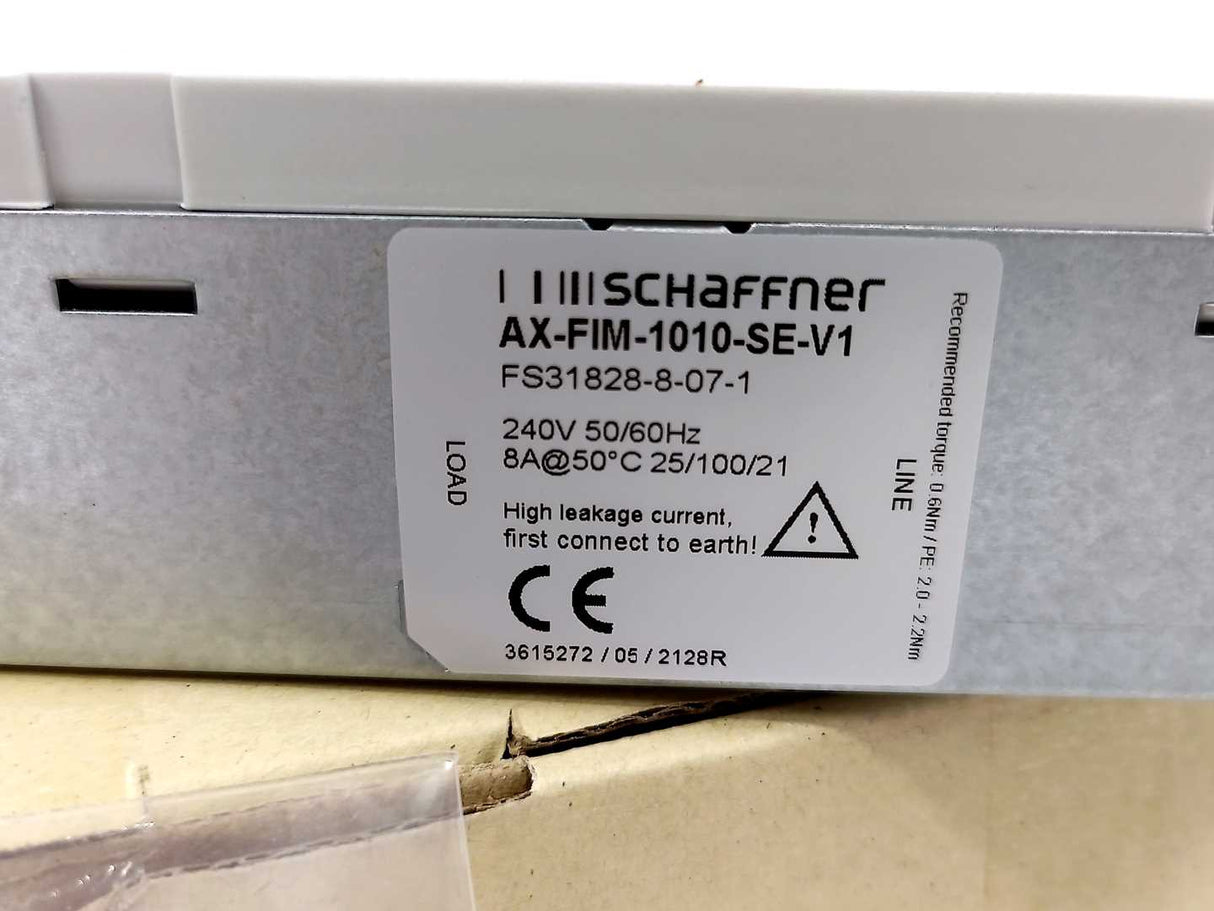 SCHaFFner
AX-FIM-1010-SE-V1
FS31828-8-07-1
240V 50/60Hz
8A@50°C 25/100/21
High leakage current,
first connect to earth!
CE
3615272 / 05 / 2128R
LOAD
LINE
Recommended torque: 0.6Nm / PE: 2.0 - 2.2Nm